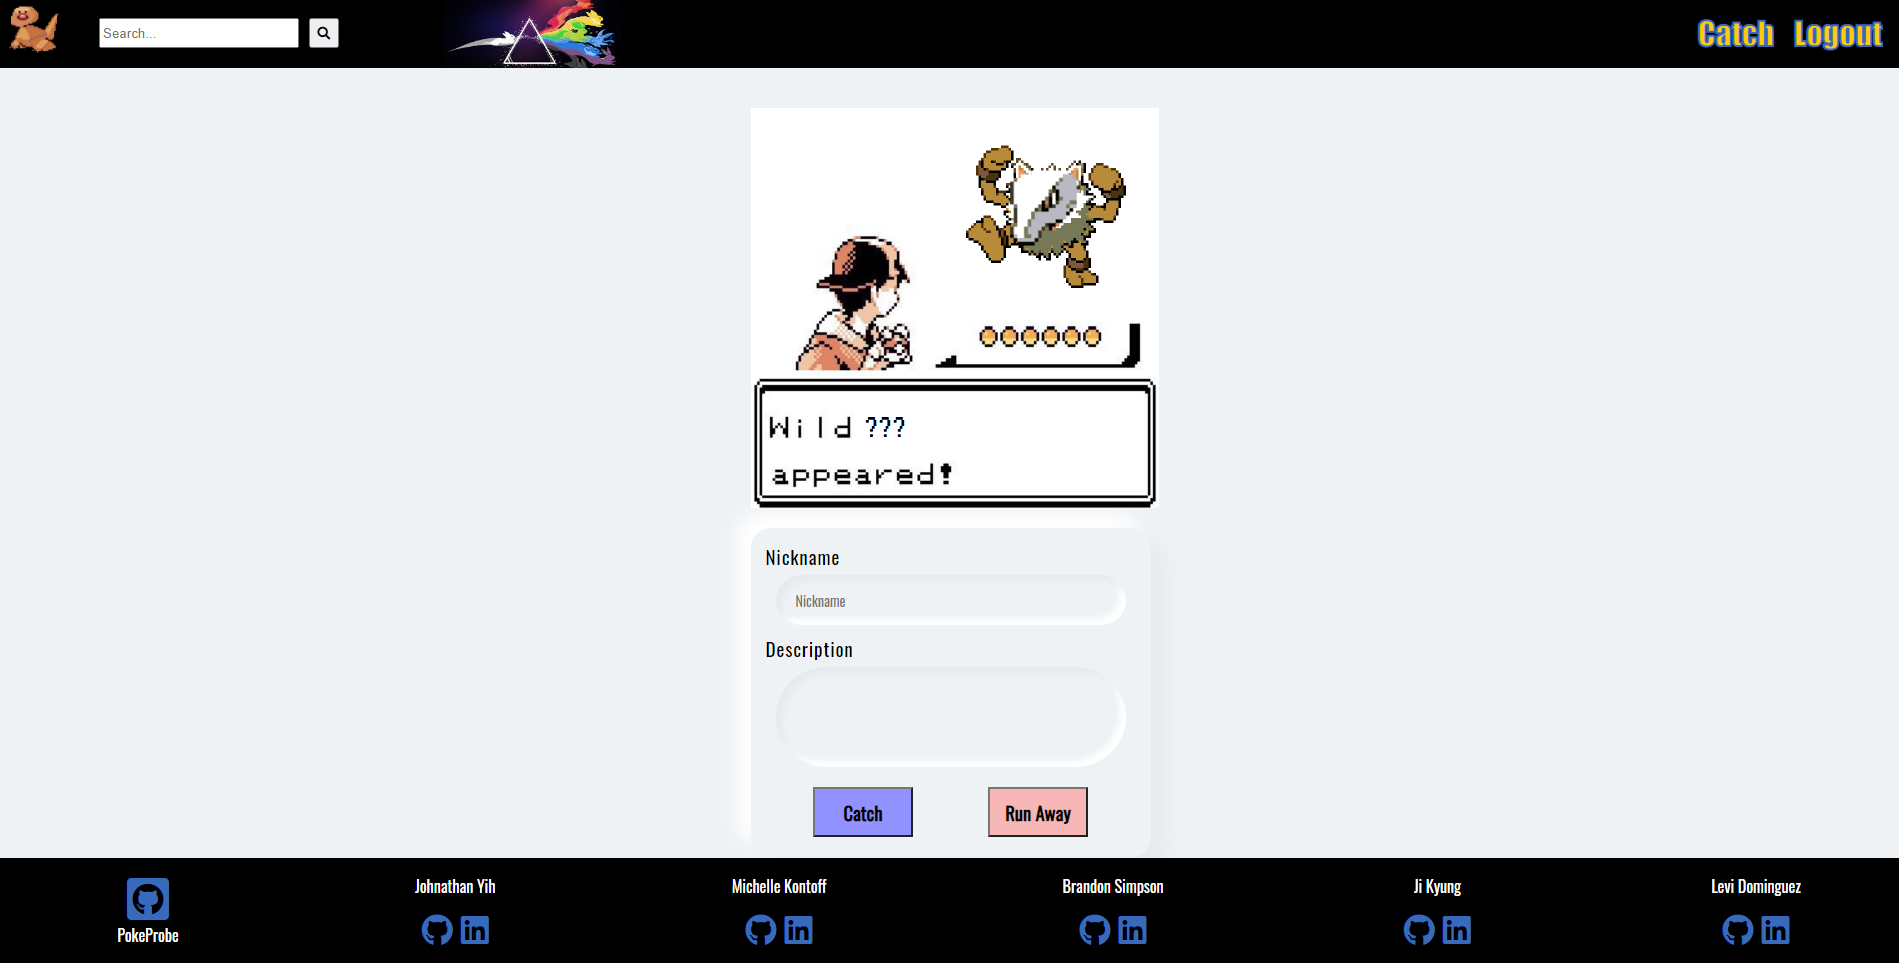 Search...
Catch Logout
Wild ???
appeared!
Nickname
Nickname
Description
Catch Run Away
PokeProbe
Johnathan Yih
Michelle Kontoff
Brandon Simpson
Ji Kyung
Levi Dominguez